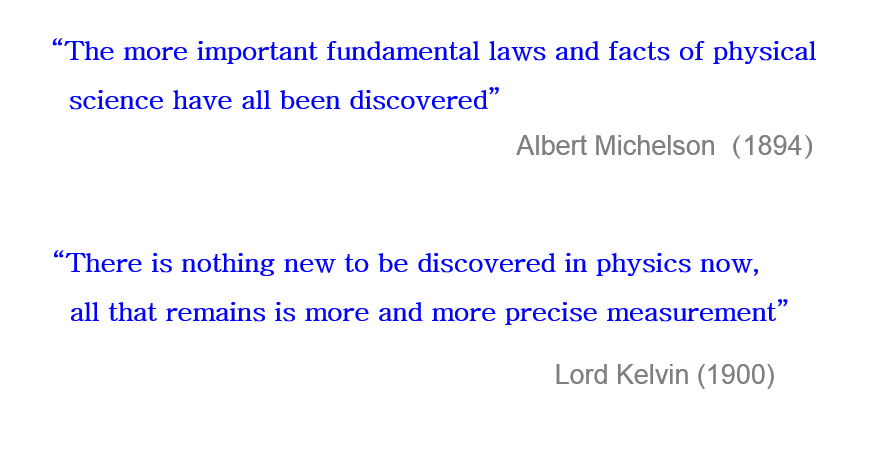 “The more important fundamental laws and facts of physical
science have all been discovered”
Albert Michelson (1894)
“There is nothing new to be discovered in physics now,
all that remains is more and more precise measurement”
Lord Kelvin (1900)